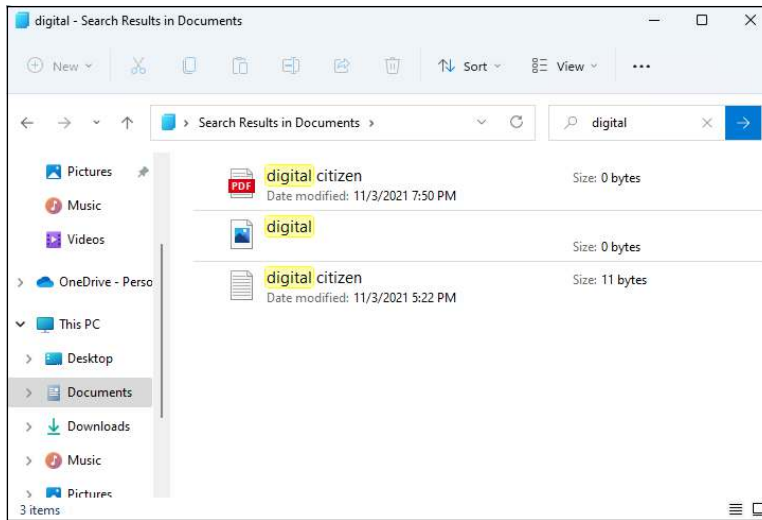 digital - Search Results in Documents
New Sort View
Search Results in Documents digital
Pictures
Music
Videos
OneDrive - Perso
This PC
Desktop
Documents
Downloads
Music
Pictures
PDF digital citizen Size: 0 bytes
Date modified: 11/3/2021 7:50 PM
digital
Size: 0 bytes
digital citizen Size: 11 bytes
Date modified: 11/3/2021 5:22 PM
3 items